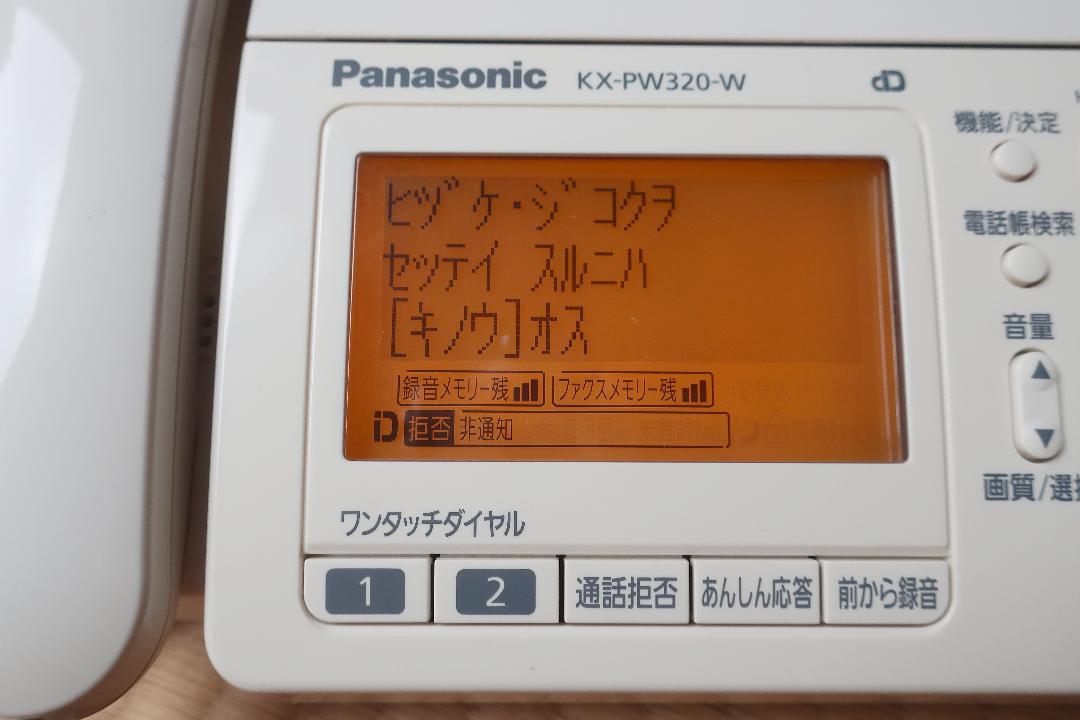 Panasonic KX-PW320-W
機能/決定
ﾋﾂﾞｹ･ｼﾞｺｸｦ
電話帳検索
ｾｯﾃｲ ｽﾙﾆﾊ
[ｷﾉｳ]ｵｽ
音量
録音メモリー残 ファクスメモリー残
iD 拒否 非通知
画質/選
ワンタッチダイヤル
1 2 通話拒否 あんしん応答 前から録音